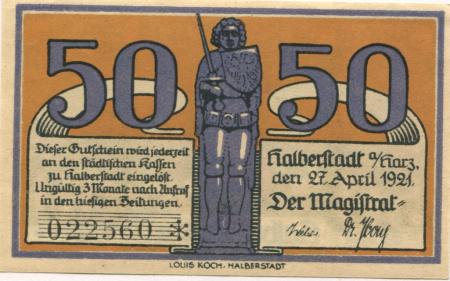 50 50
Dieser Gutschein wird jederzeit
an den städtischen Kassen
zu Halberstadt eingelöst.
Ungültig 3 Monate nach Aufruf
in den hiesigen Zeitungen.
022560 *
Halberstadt a/Harz,
den 27. April 1921.
Der Magistrat
LOUIS KOCH - HALBERSTADT